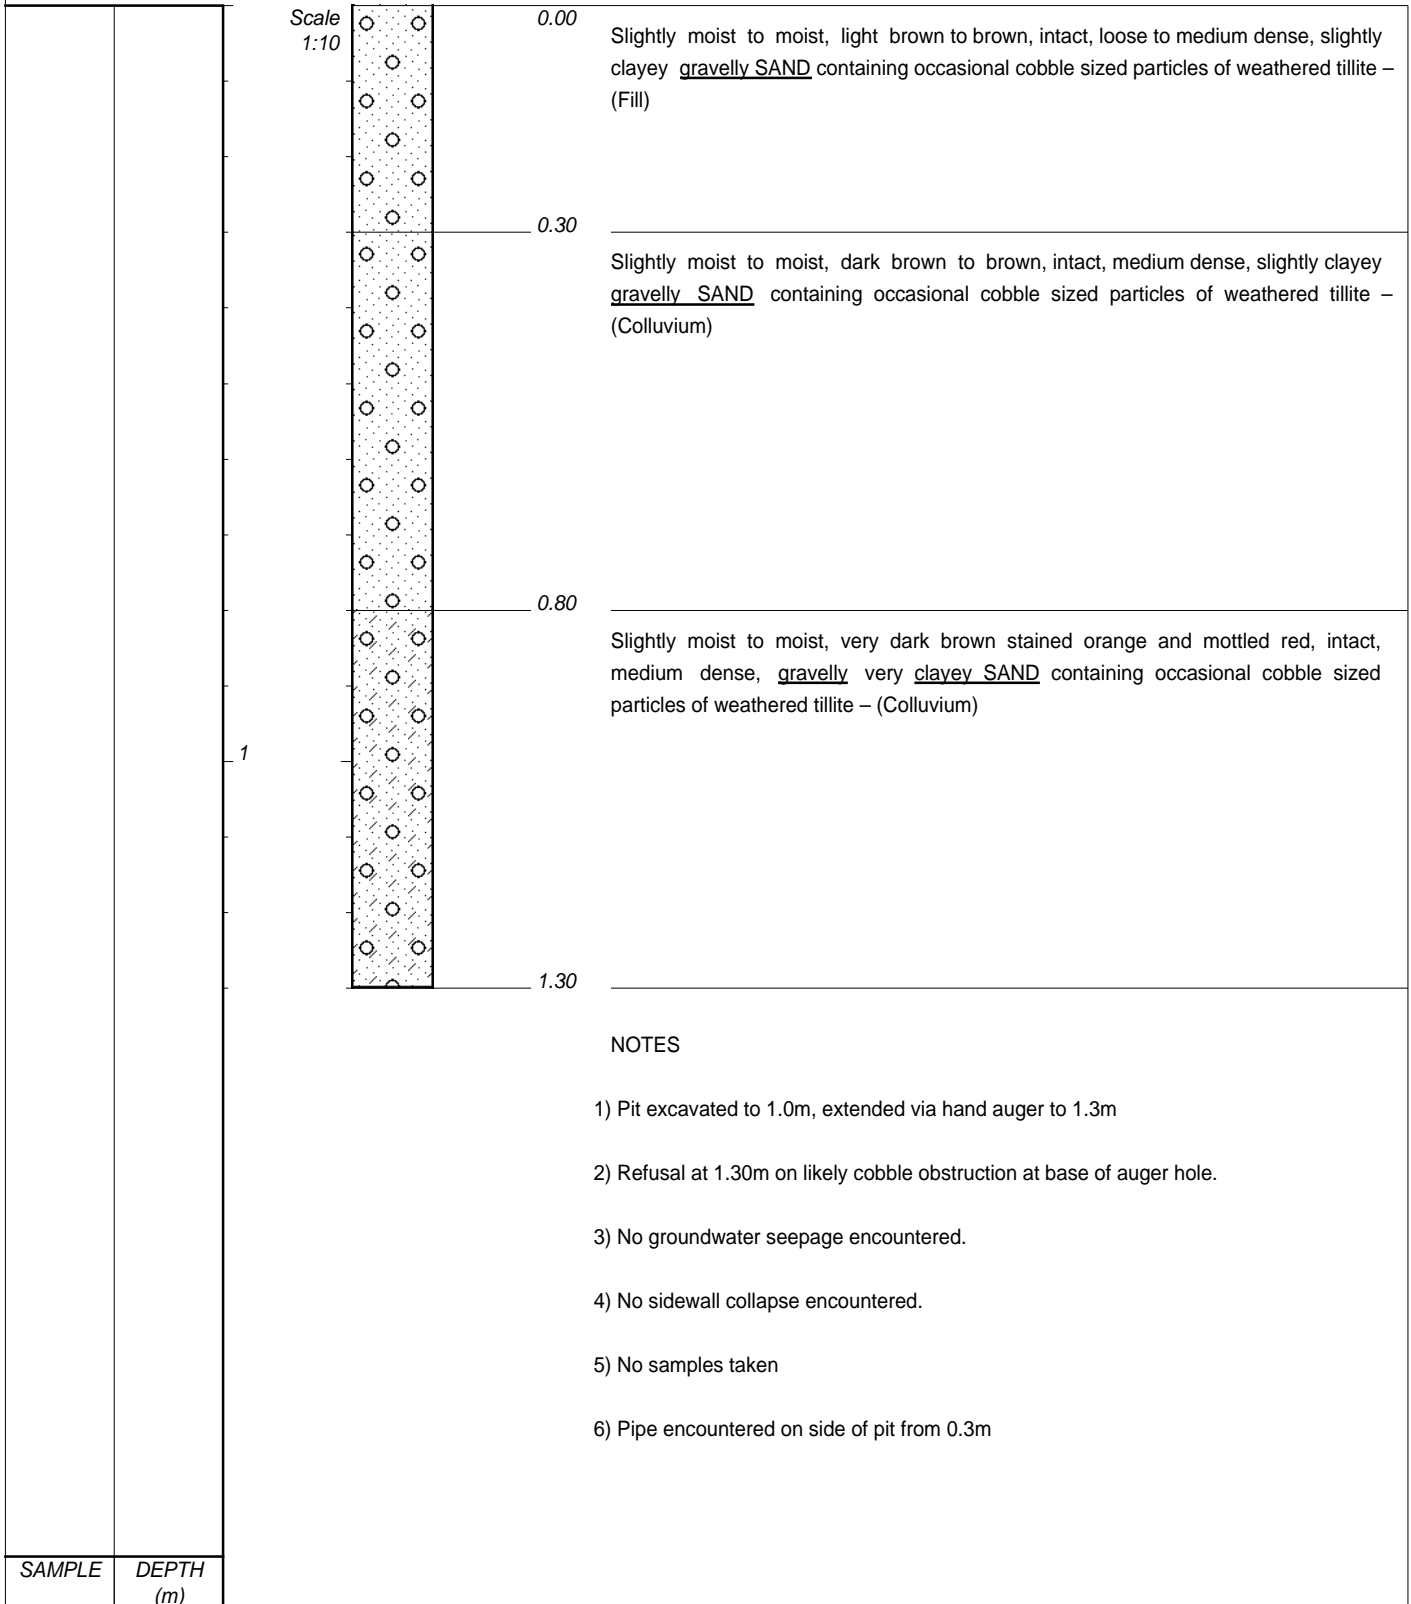 Scale
1:10
0.00
Slightly moist to moist, light brown to brown, intact, loose to medium dense, slightly
clayey gravelly SAND containing occasional cobble sized particles of weathered tillite –
(Fill)
0.30
Slightly moist to moist, dark brown to brown, intact, medium dense, slightly clayey
gravelly SAND containing occasional cobble sized particles of weathered tillite –
(Colluvium)
0.80
Slightly moist to moist, very dark brown stained orange and mottled red, intact,
medium dense, gravelly very clayey SAND containing occasional cobble sized
particles of weathered tillite – (Colluvium)
1
1.30
NOTES
1) Pit excavated to 1.0m, extended via hand auger to 1.3m
2) Refusal at 1.30m on likely cobble obstruction at base of auger hole.
3) No groundwater seepage encountered.
4) No sidewall collapse encountered.
5) No samples taken
6) Pipe encountered on side of pit from 0.3m
SAMPLE DEPTH
(m)